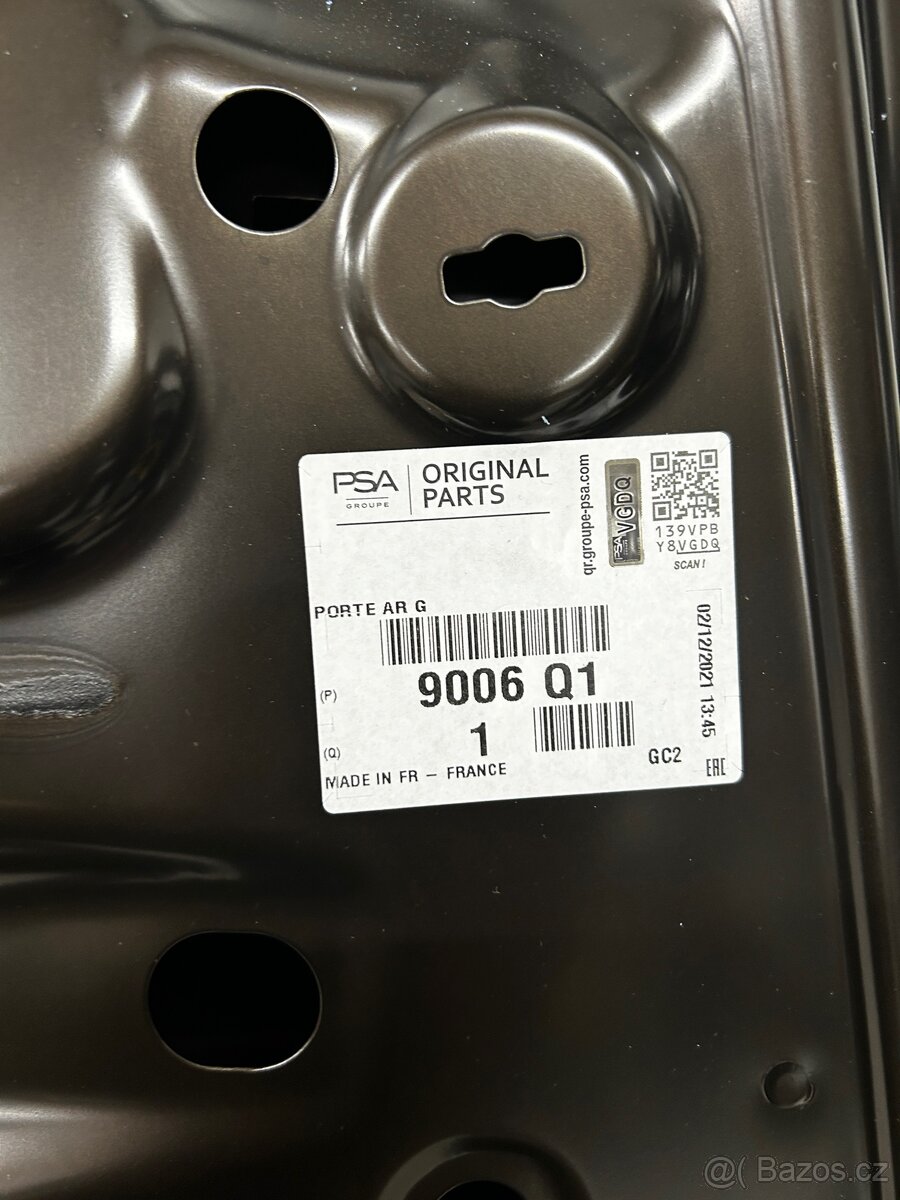 PSA
GROUPE
ORIGINAL
PARTS
qr.groupe-psa.com
PSA
VGDQ
139VPB
Y8VGDQ
SCAN!
PORTE AR G
(P)
9006 Q1
(Q)
1
GC2
MADE IN FR – FRANCE
02/12/2021 13:45
EAC
@( Bazos.cz